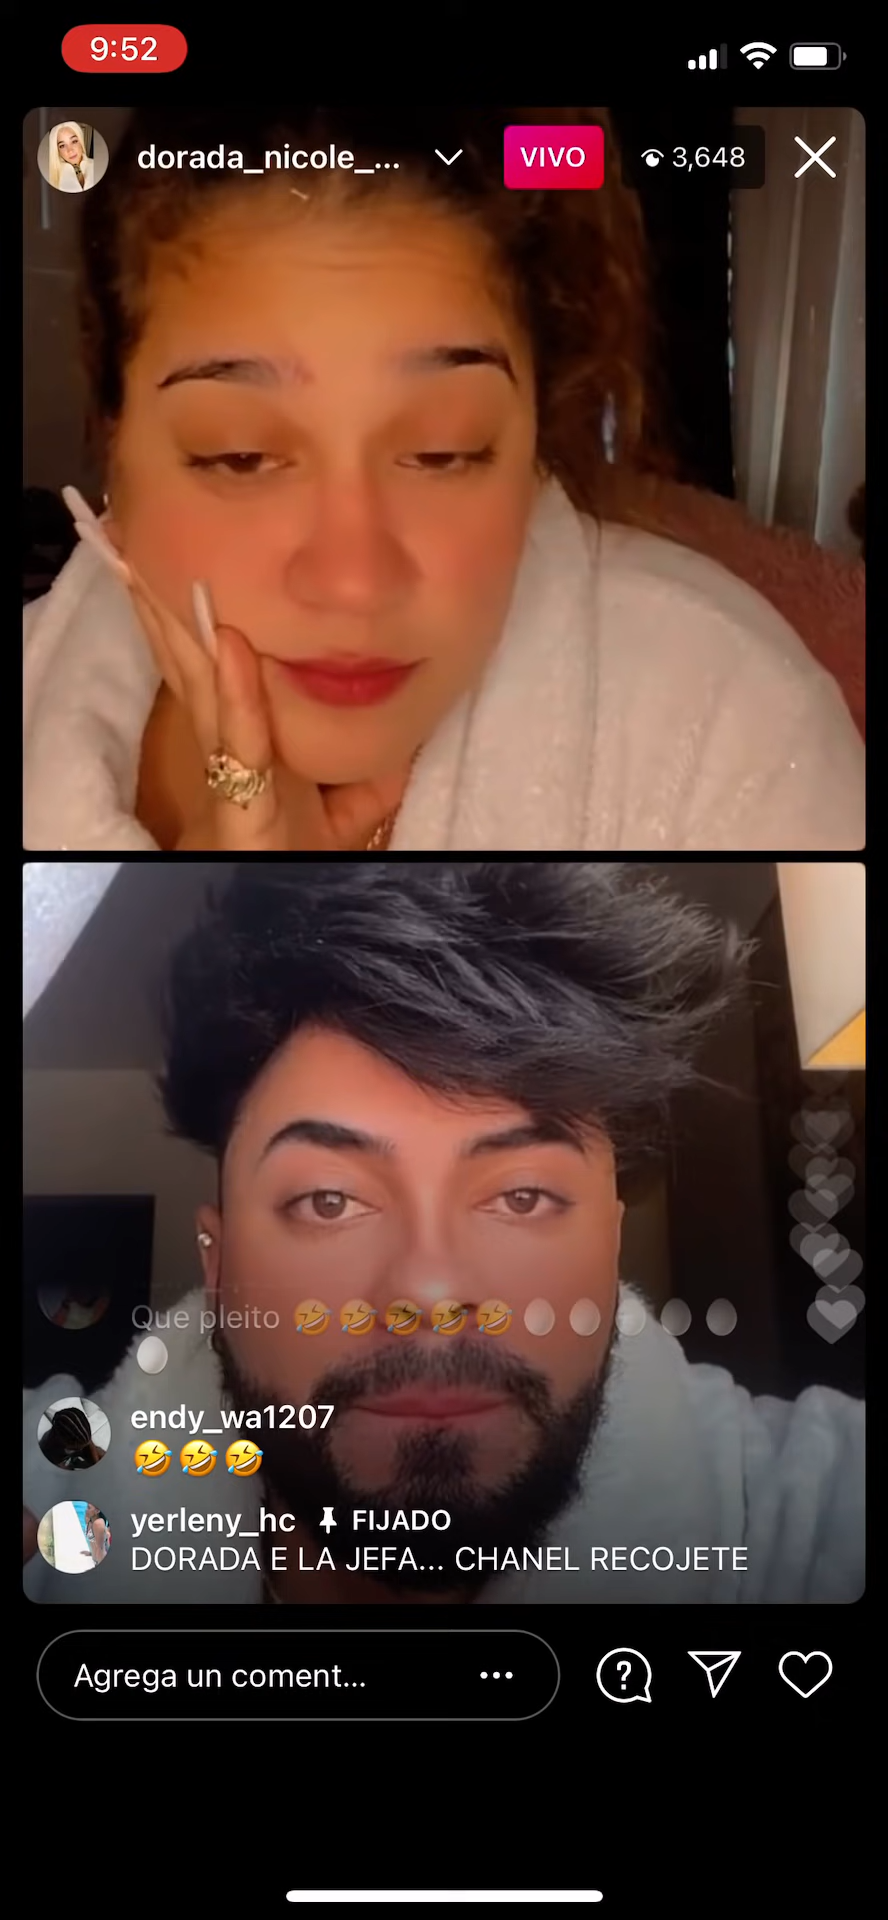 9:52
dorada_nicole_...
VIVO
3,648
Que pleito 🤣🤣🤣🤣🤣🥚🥚🥚🥚🥚
🥚
endy_wa1207
🤣🤣🤣
yerleny_hc FIJADO
DORADA E LA JEFA... CHANEL RECOJETE
Agrega un coment...